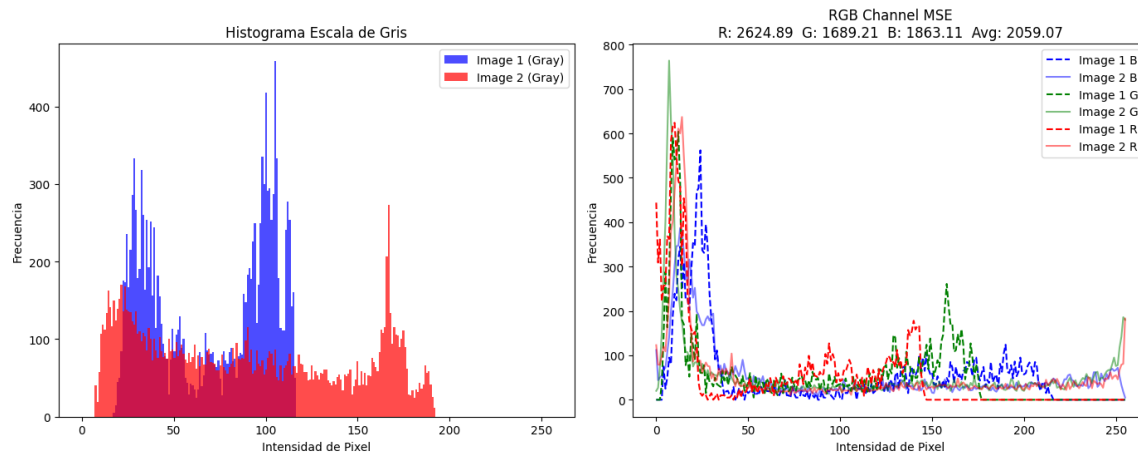 Histograma Escala de Gris
Image 1 (Gray)
Image 2 (Gray)
Frecuencia
0
100
200
300
400
0
50
100
150
200
250
Intensidad de Pixel
RGB Channel MSE
R: 2624.89 G: 1689.21 B: 1863.11 Avg: 2059.07
Image 1 B
Image 2 B
Image 1 G
Image 2 G
Image 1 R
Image 2 R
Frecuencia
800
700
600
500
400
300
200
100
0
0
50
100
150
200
250
Intensidad de Pixel